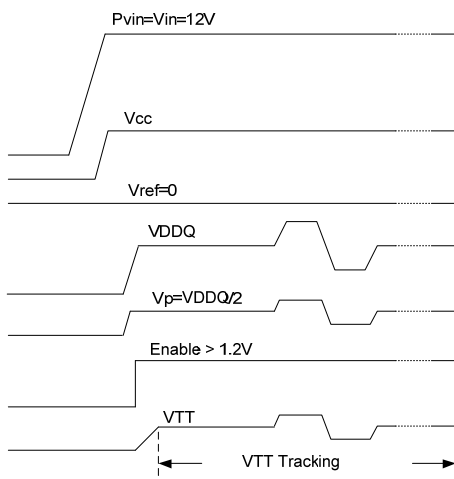 Pvin=Vin=12V
Vcc
Vref=0
VDDQ
Vp=VDDQ/2
Enable > 1.2V
VTT
VTT Tracking